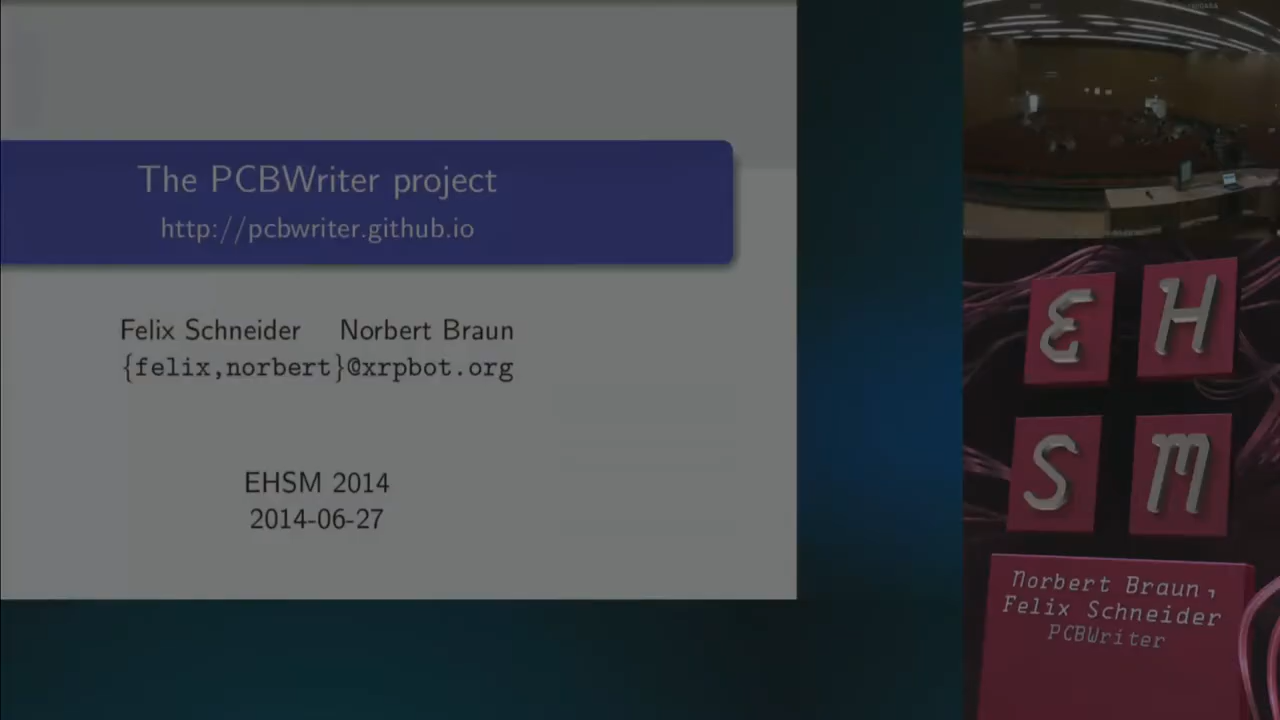 The PCBWriter project
http://pcbwriter.github.io
Felix Schneider Norbert Braun
{felix,norbert}@xrpbot.org
EHSM 2014
2014-06-27
E H
S M
Norbert Braun,
Felix Schneider
PCBWriter